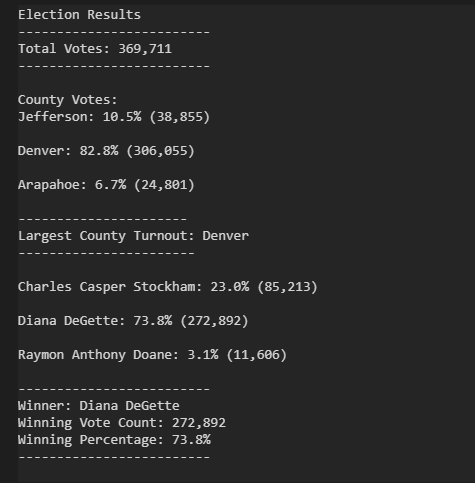 Election Results
-------------------------
Total Votes: 369,711
-------------------------
County Votes:
Jefferson: 10.5% (38,855)
Denver: 82.8% (306,055)
Arapahoe: 6.7% (24,801)
----------------------
Largest County Turnout: Denver
-----------------------
Charles Casper Stockham: 23.0% (85,213)
Diana DeGette: 73.8% (272,892)
Raymon Anthony Doane: 3.1% (11,606)
-------------------------
Winner: Diana DeGette
Winning Vote Count: 272,892
Winning Percentage: 73.8%
-------------------------